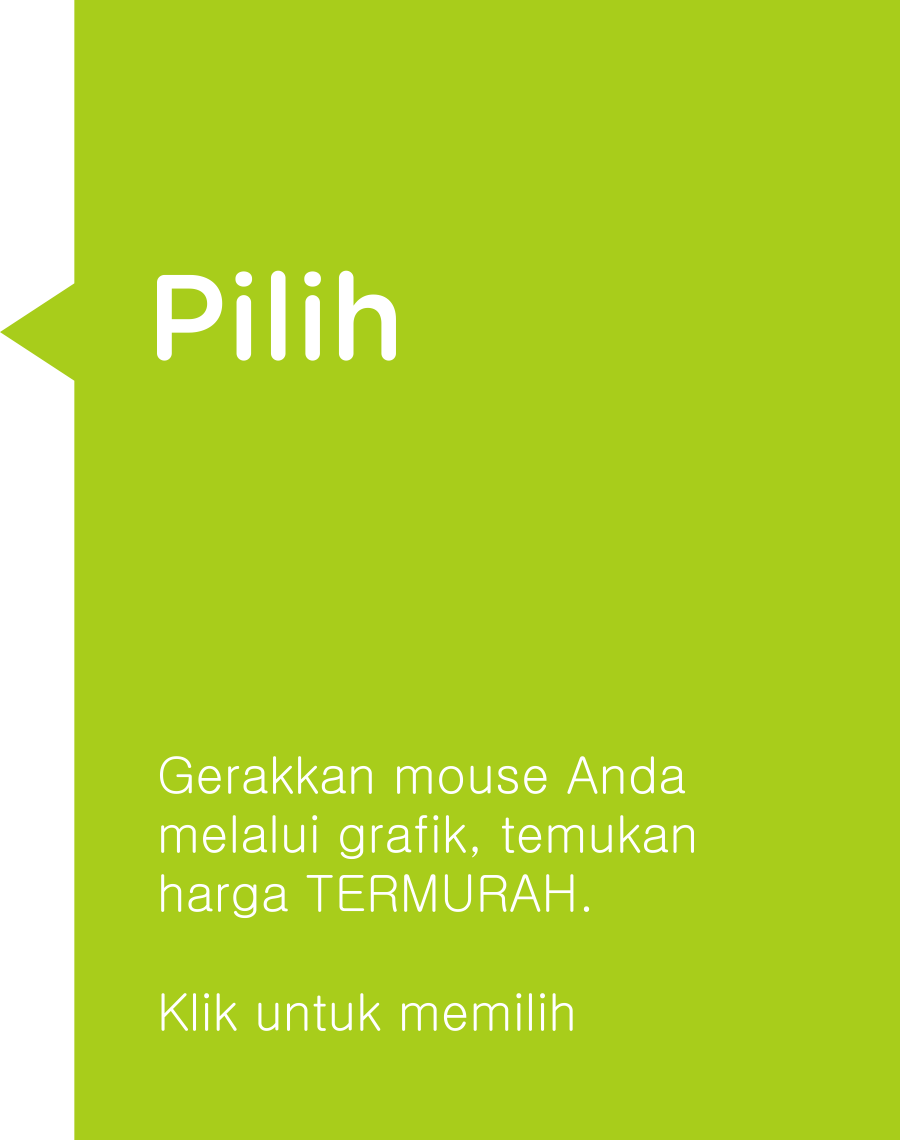 Pilih
Gerakkan mouse Anda
melalui grafik, temukan
harga TERMURAH.
Klik untuk memilih